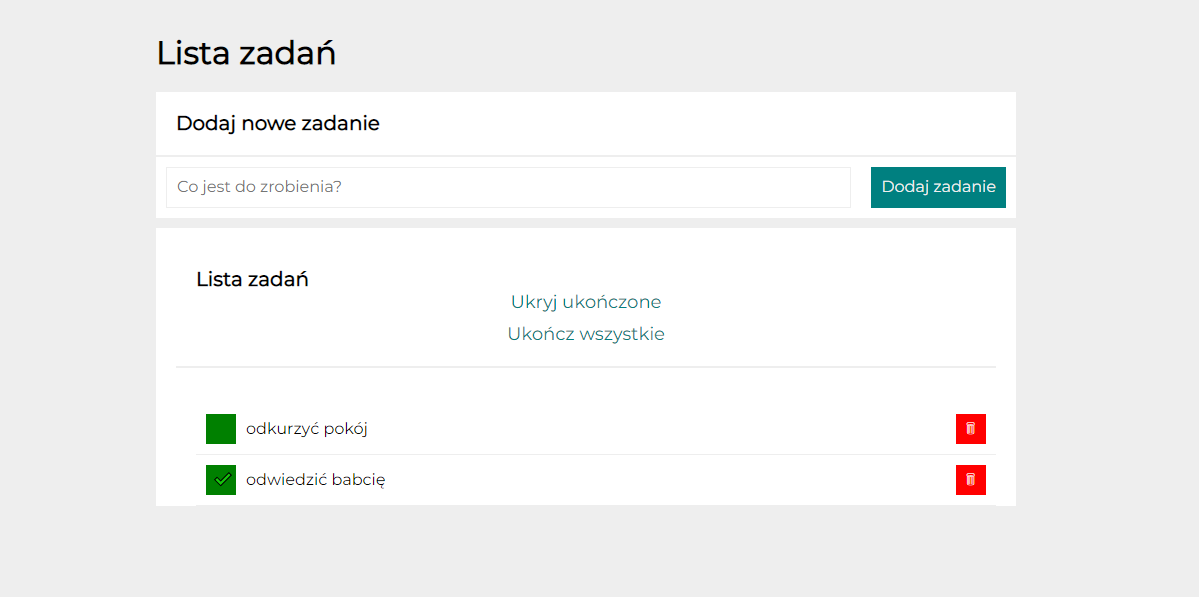 Lista zadań
Dodaj nowe zadanie
Co jest do zrobienia?
Dodaj zadanie
Lista zadań
Ukryj ukończone
Ukończ wszystkie
odkurzyć pokój
odwiedzić babcię